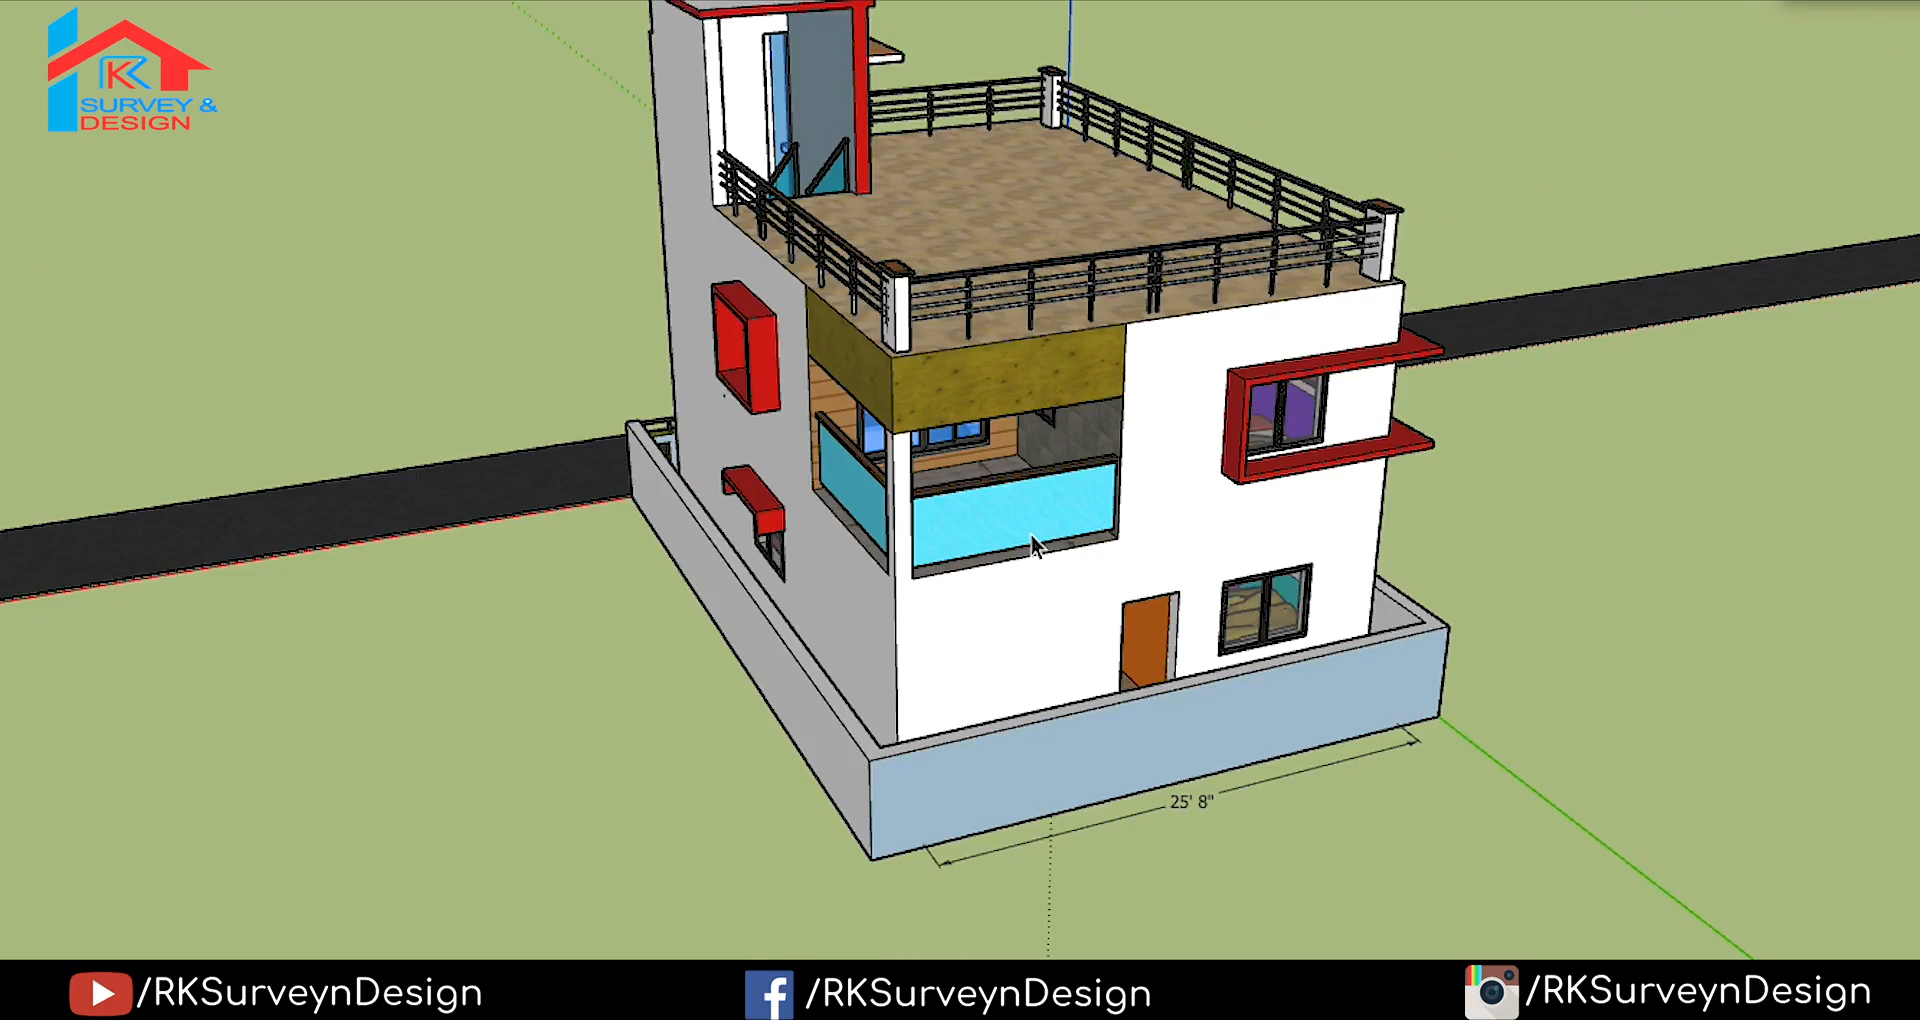 RK
SURVEY &
DESIGN
25' 8"
/RKSurveynDesign
f /RKSurveynDesign
/RKSurveynDesign